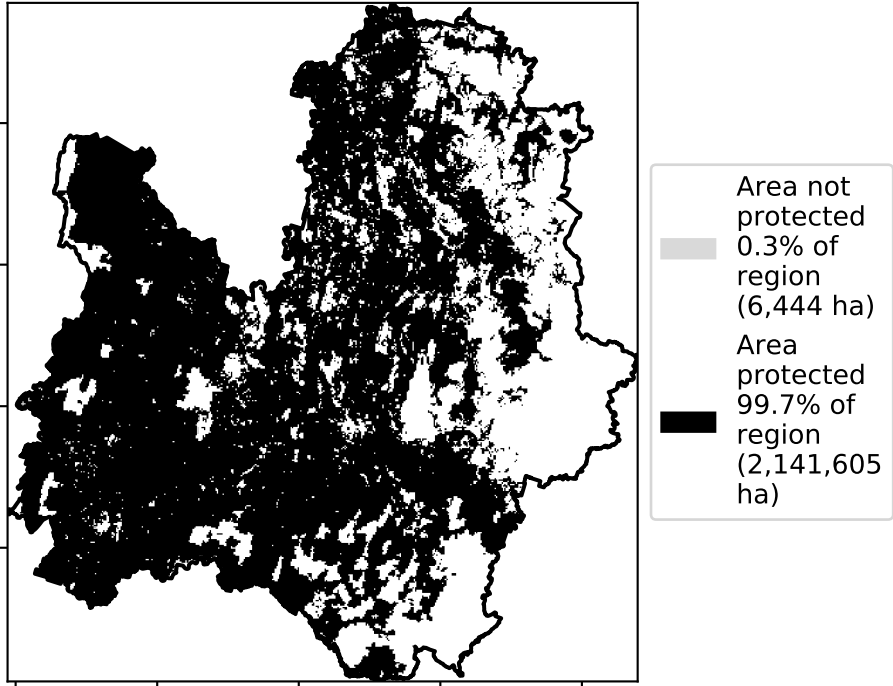 Area not
protected
0.3% of
region
(6,444 ha)
Area
protected
99.7% of
region
(2,141,605
ha)